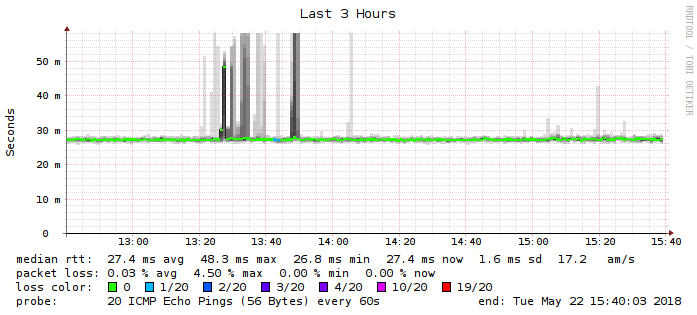 Last 3 Hours
RRDTOOL / TOBI OETIKER
Seconds
50 m
40 m
30 m
20 m
10 m
0
13:00 13:20 13:40 14:00 14:20 14:40 15:00 15:20 15:40
median rtt: 27.4 ms avg 48.3 ms max 26.8 ms min 27.4 ms now 1.6 ms sd 17.2 am/s
packet loss: 0.03 % avg 4.50 % max 0.00 % min 0.00 % now
loss color: 0 1/20 2/20 3/20 4/20 10/20 19/20
probe: 20 ICMP Echo Pings (56 Bytes) every 60s end: Tue May 22 15:40:03 2018